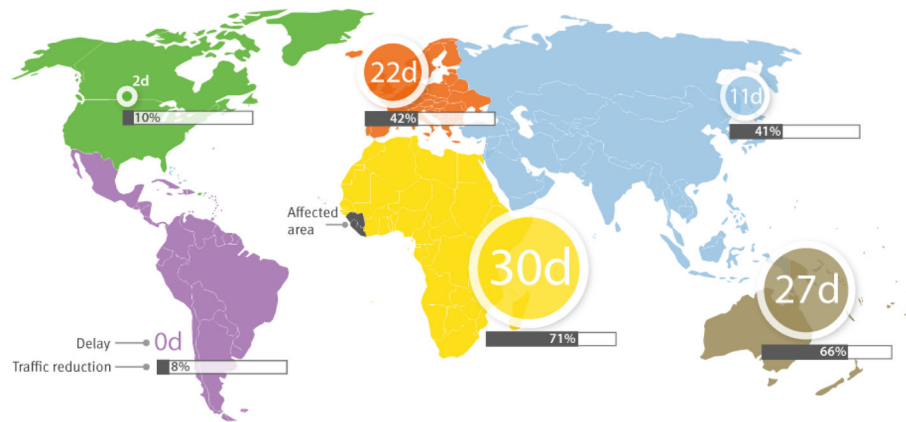 2d
10%
22d
42%
11d
41%
Affected
area
30d
71%
27d
66%
Delay
0d
Traffic reduction
8%